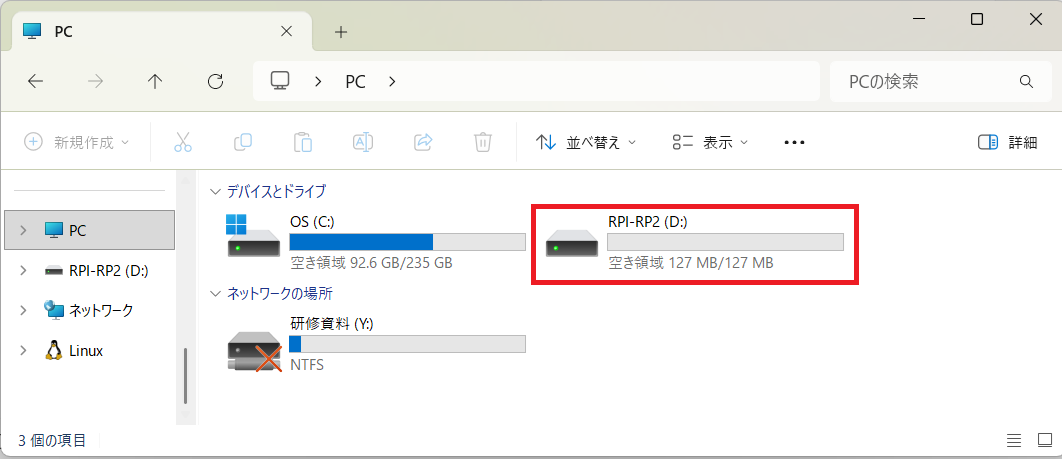 PC
PC
PCの検索
新規作成
並べ替え
表示
詳細
PC
RPI-RP2 (D:)
ネットワーク
Linux
デバイスとドライブ
OS (C:)
空き領域 92.6 GB/235 GB
RPI-RP2 (D:)
空き領域 127 MB/127 MB
ネットワークの場所
研修資料 (Y:)
NTFS
3 個の項目